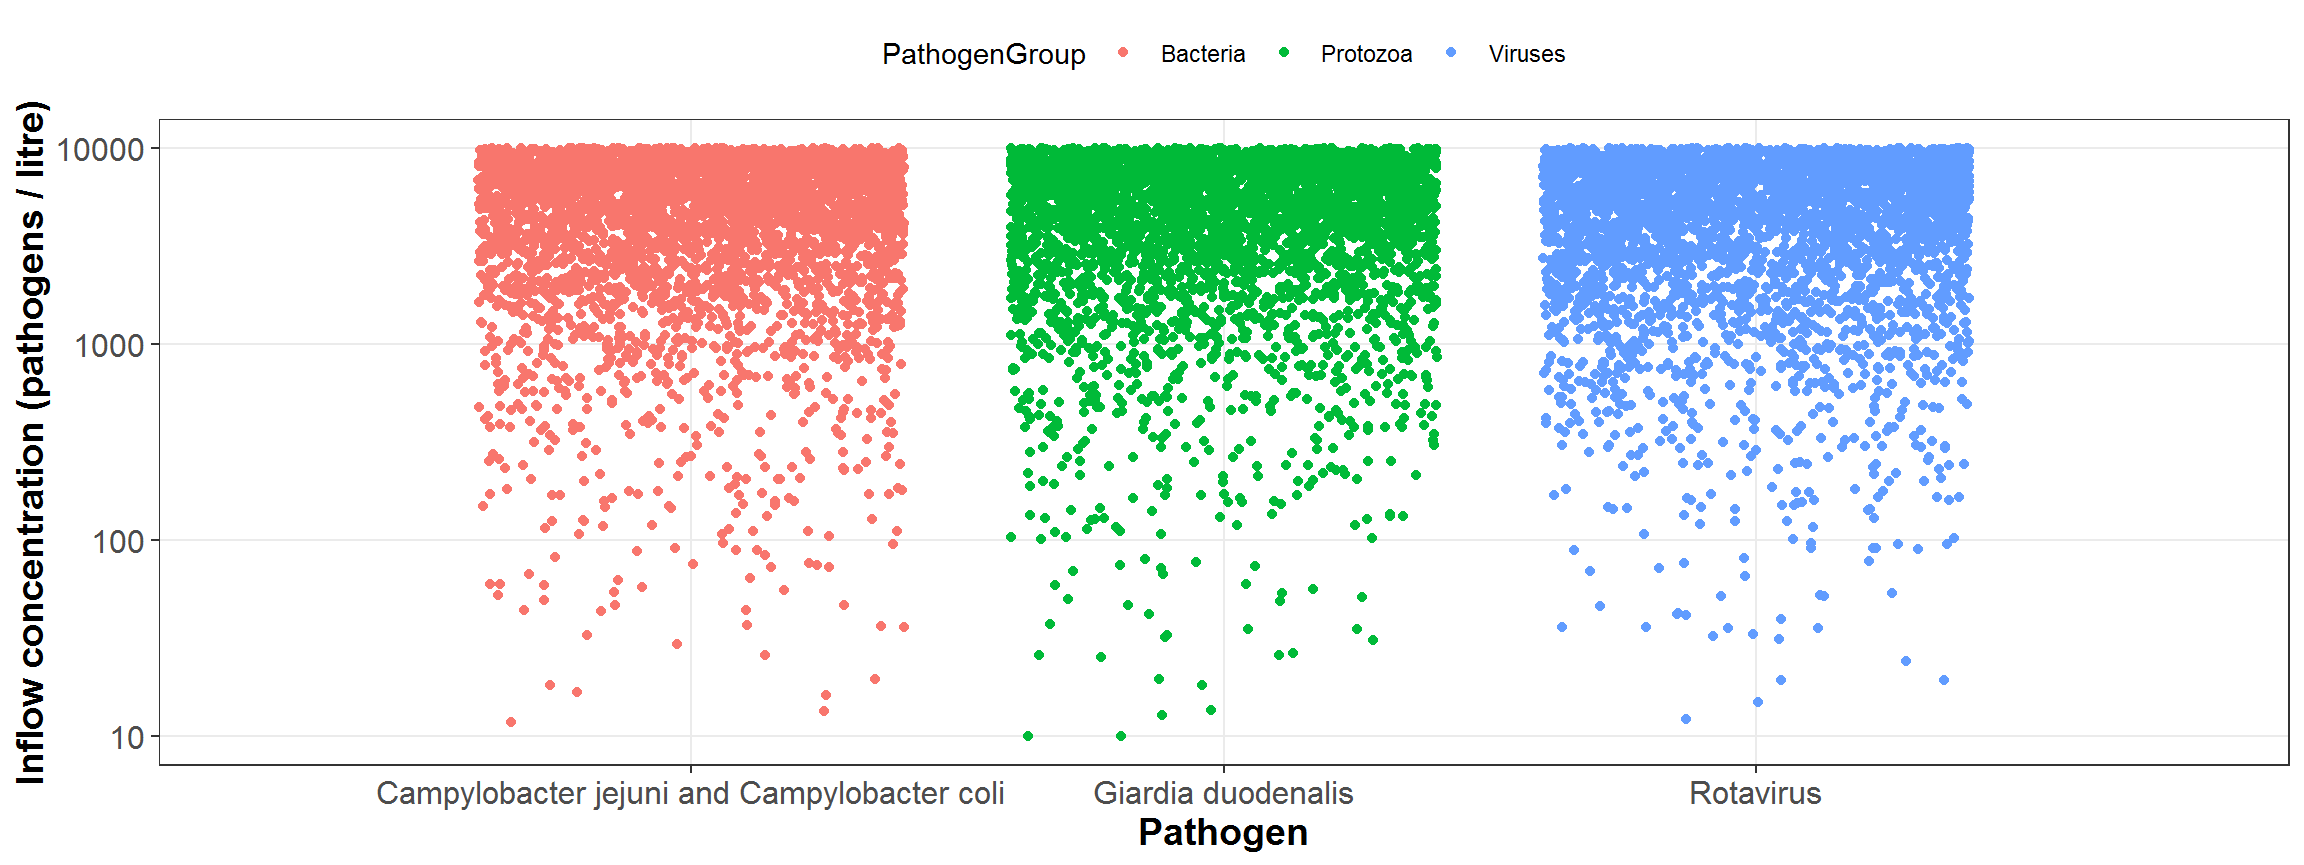 PathogenGroup Bacteria Protozoa Viruses
Inflow concentration (pathogens / litre)
10000
1000
100
10
Campylobacter jejuni and Campylobacter coli Giardia duodenalis Rotavirus
Pathogen